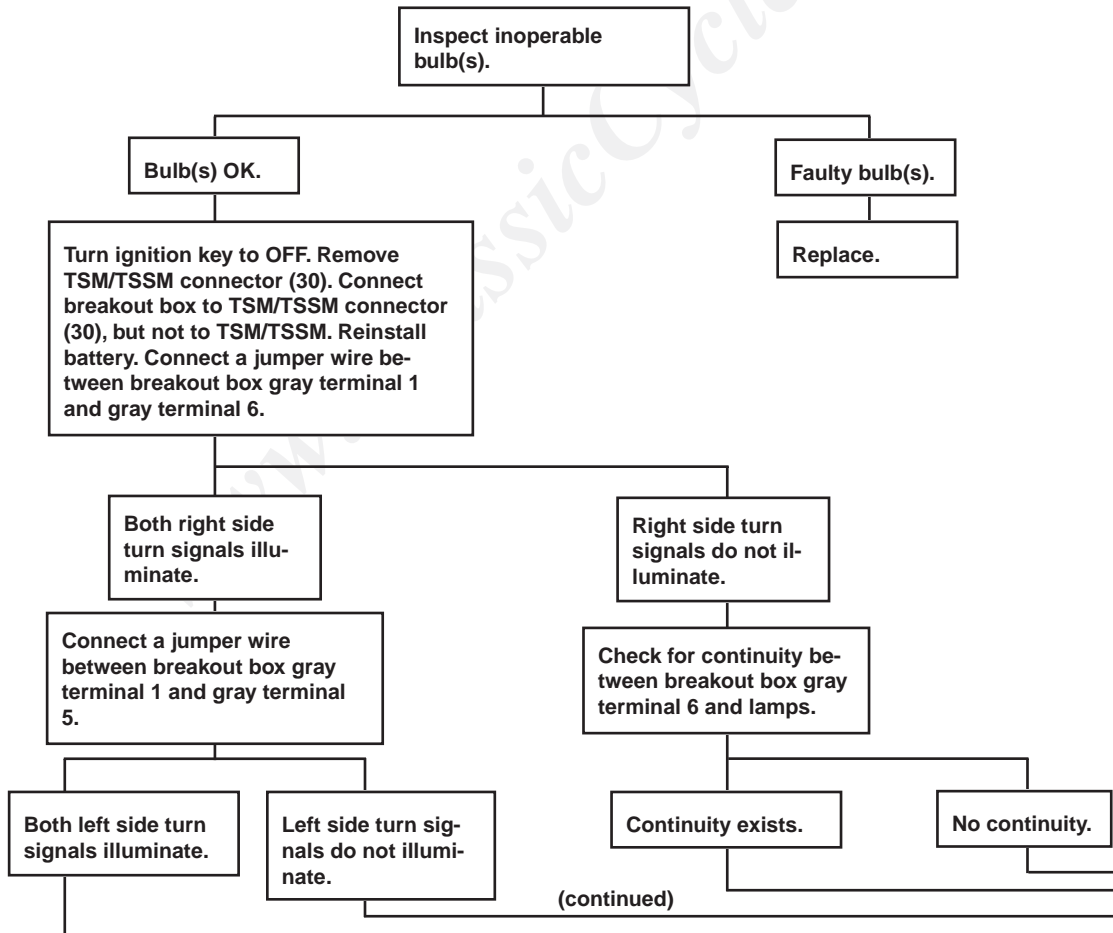 Inspect inoperable
bulb(s).
Bulb(s) OK.
Faulty bulb(s).
Turn ignition key to OFF. Remove
TSM/TSSM connector (30). Connect
breakout box to TSM/TSSM connector
(30), but not to TSM/TSSM. Reinstall
battery. Connect a jumper wire be-
tween breakout box gray terminal 1
and gray terminal 6.
Replace.
Both right side
turn signals illu-
minate.
Right side turn
signals do not il-
luminate.
Connect a jumper wire
between breakout box gray
terminal 1 and gray terminal
5.
Check for continuity be-
tween breakout box gray
terminal 6 and lamps.
Both left side turn
signals illuminate.
Left side turn sig-
nals do not illumi-
nate.
Continuity exists.
No continuity.
(continued)